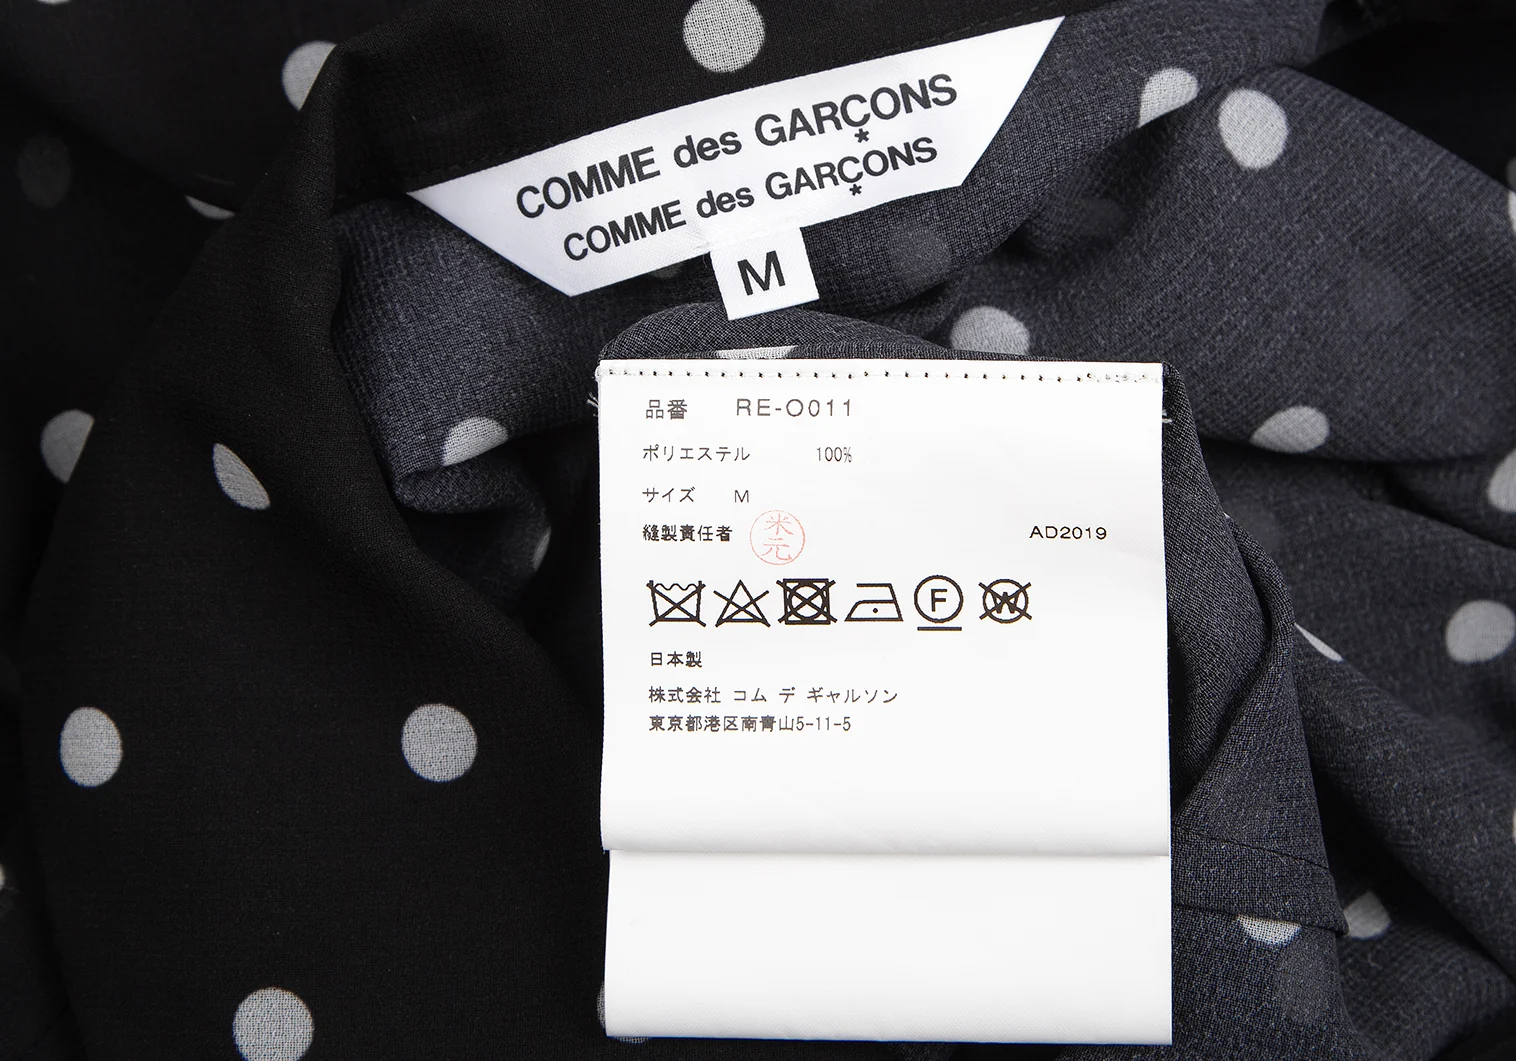 COMME des GARÇONS
*
COMME des GARÇONS
*
M
品番 RE-O011
ポリエステル 100%
サイズ M
縫製責任者 米元 AD2019
F W
日本製
株式会社 コム デ ギャルソン
東京都港区南青山5-11-5